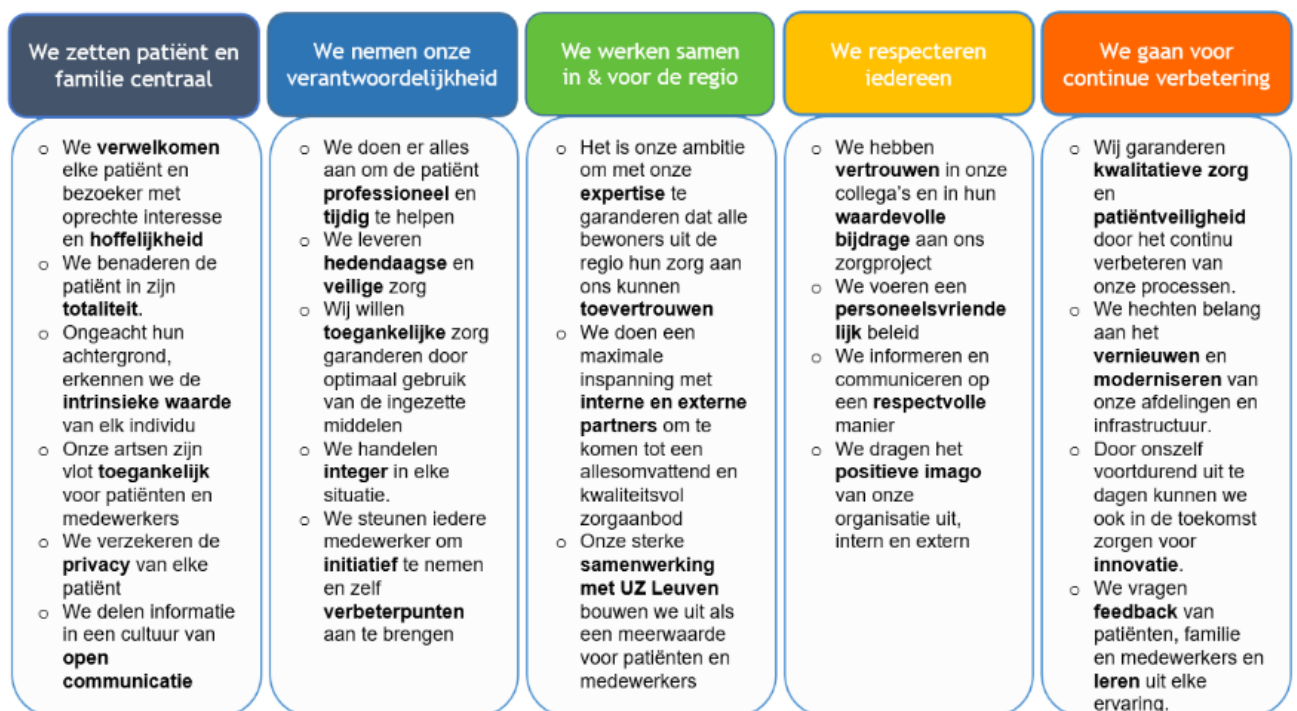 We zetten patiënt en
familie centraal
o We verwelkomen
elke patiënt en
bezoeker met
oprechte interesse
en hoffelijkheid
o We benaderen de
patiënt in zijn
totaliteit.
o Ongeacht hun
achtergrond,
erkennen we de
intrinsieke waarde
van elk individu
o Onze artsen zijn
vlot toegankelijk
voor patiënten en
medewerkers
o We verzekeren de
privacy van elke
patiënt
o We delen informatie
in een cultuur van
open
communicatie
We nemen onze
verantwoordelijkheid
o We doen er alles
aan om de patiënt
professioneel en
tijdig te helpen
o We leveren
hedendaagse en
veilige zorg
o Wij willen
toegankelijke zorg
garanderen door
optimaal gebruik
van de ingezette
middelen
o We handelen
integer in elke
situatie.
o We steunen iedere
medewerker om
initiatief te nemen
en zelf
verbeterpunten
aan te brengen
We werken samen
in & voor de regio
o Het is onze ambitie
om met onze
expertise te
garanderen dat alle
bewoners uit de
regio hun zorg aan
ons kunnen
toevertrouwen
o We doen een
maximale
inspanning met
interne en externe
partners om te
komen tot een
allesomvattend en
kwaliteitsvol
zorgaanbod
o Onze sterke
samenwerking
met UZ Leuven
bouwen we uit als
een meerwaarde
voor patiënten en
medewerkers
We respecteren
iedereen
o We hebben
vertrouwen in onze
collega's en in hun
waardevolle
bijdrage aan ons
zorgproject
o We voeren een
personeelsvriende
lijk beleid
o We informeren en
communiceren op
een respectvolle
manier
o We dragen het
positieve imago
van onze
organisatie uit,
intern en extern
We gaan voor
continue verbetering
o Wij garanderen
kwalitatieve zorg
en
patiëntveiligheid
door het continu
verbeteren van
onze processen.
o We hechten belang
aan het
vernieuwen en
moderniseren van
onze afdelingen en
infrastructuur.
o Door onszelf
voortdurend uit te
dagen kunnen we
ook in de toekomst
zorgen voor
innovatie.
o We vragen
feedback van
patiënten, familie
en medewerkers en
leren uit elke
ervaring.